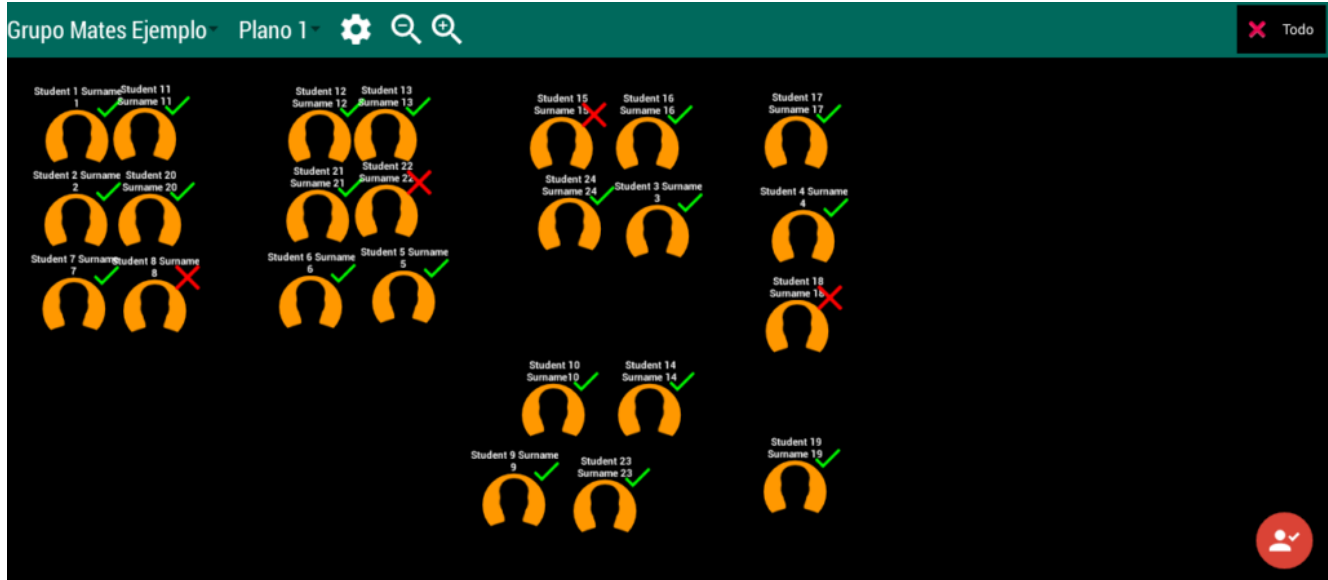 Grupo Mates Ejemplo
Plano 1
Todo
Student 1 Surname
1
Student 11
Surname 11
Student 12
Surname 12
Student 13
Surname 13
Student 15
Surname 15
Student 16
Surname 16
Student 17
Surname 17
Student 2 Surname
2
Student 20
Surname 20
Student 21
Surname 21
Student 22
Surname 22
Student 24
Surname 24
Student 3 Surname
3
Student 4 Surname
4
Student 7 Surname
7
Student 8 Surname
8
Student 6 Surname
6
Student 5 Surname
5
Student 18
Surname 18
Student 10
Surname10
Student 14
Surname 14
Student 9 Surname
9
Student 23
Surname 23
Student 19
Surname 19